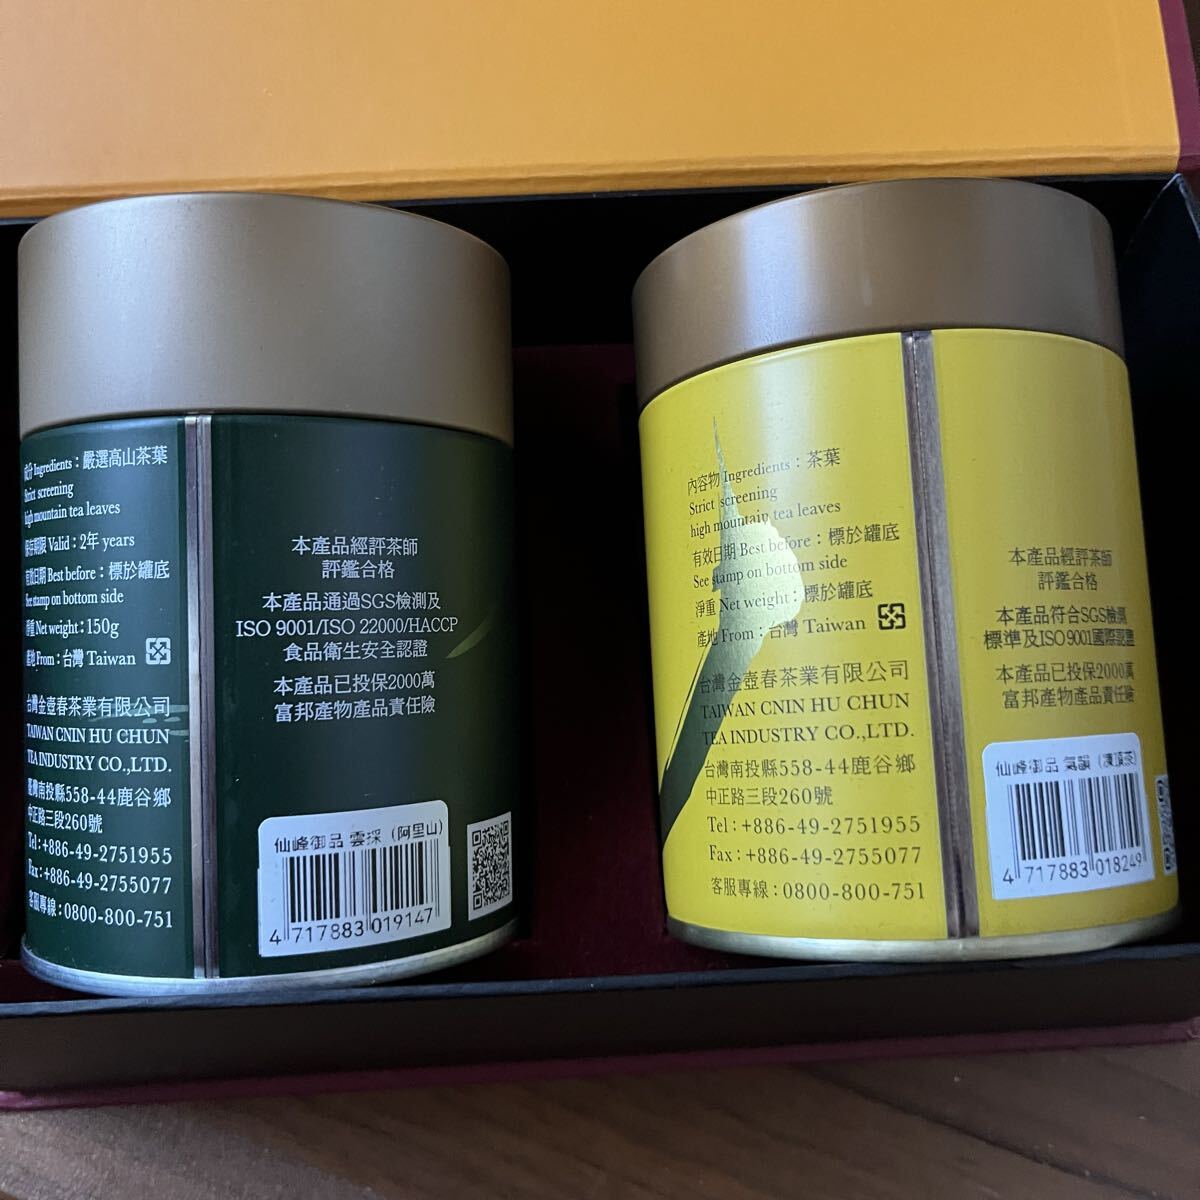 成分 Ingredients：嚴選高山茶葉
Strict screening
high mountain tea leaves
保存期限 Valid：2年 years
有效日期 Best before：標於罐底
See stamp on bottom side
淨重 Net weight：150g
產地 From：台灣 Taiwan
台灣金壺春茶業有限公司
TAIWAN CNIN HU CHUN
TEA INDUSTRY CO.,LTD.
臺灣南投縣558-44鹿谷鄉
中正路三段260號
Tel：+886-49-2751955
Fax：+886-49-2755077
客服專線：0800-800-751
本產品經評茶師
評鑑合格
本產品通過SGS檢測及
ISO 9001/ISO 22000/HACCP
食品衛生安全認證
本產品已投保2000萬
富邦產物產品責任險
仙峰御品 雲深（阿里山）
4 717883 019147
內容物 Ingredients：茶葉
Strict screening
high mountain tea leaves
有效日期 Best before：標於罐底
See stamp on bottom side
淨重 Net weight：標於罐底
產地 From：台灣 Taiwan
台灣金壺春茶業有限公司
TAIWAN CNIN HU CHUN
TEA INDUSTRY CO.,LTD.
台灣南投縣558-44鹿谷鄉
中正路三段260號
Tel：+886-49-2751955
Fax：+886-49-2755077
客服專線：0800-800-751
本產品經評茶師
評鑑合格
本產品符合SGS檢測
標準及ISO 9001國際認證
本產品已投保2000萬
富邦產物產品責任險
仙峰御品 氣韻（凍頂茶）
4 717883 018249